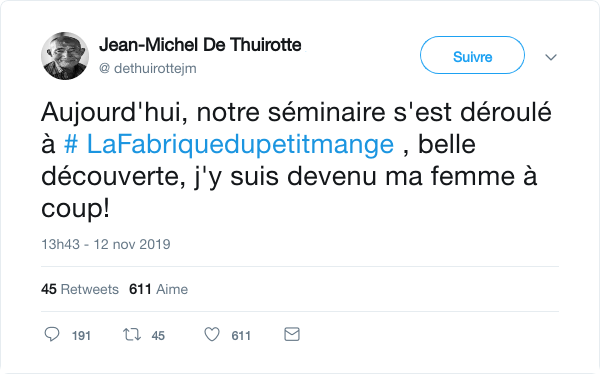 Jean-Michel De Thuirotte
@ dethuirottejm
Suivre
Aujourd'hui, notre séminaire s'est déroulé
à # LaFabriquedupetitmange , belle
découverte, j'y suis devenu ma femme à
coup!
13h43 - 12 nov 2019
45 Retweets 611 Aime
191 45 611